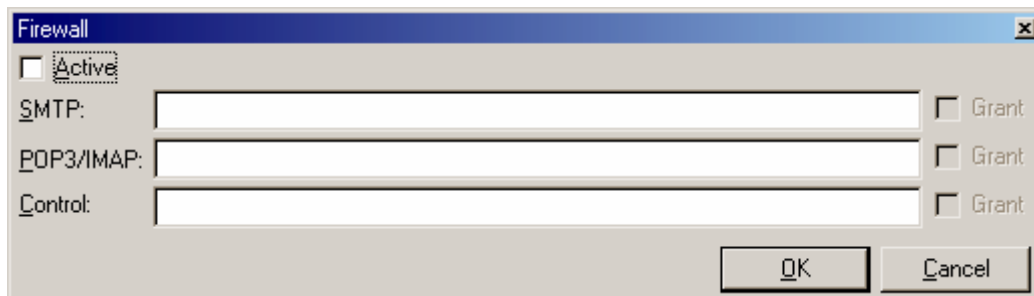 Firewall
Active
SMTP: Grant
POP3/IMAP: Grant
Control: Grant
OK Cancel